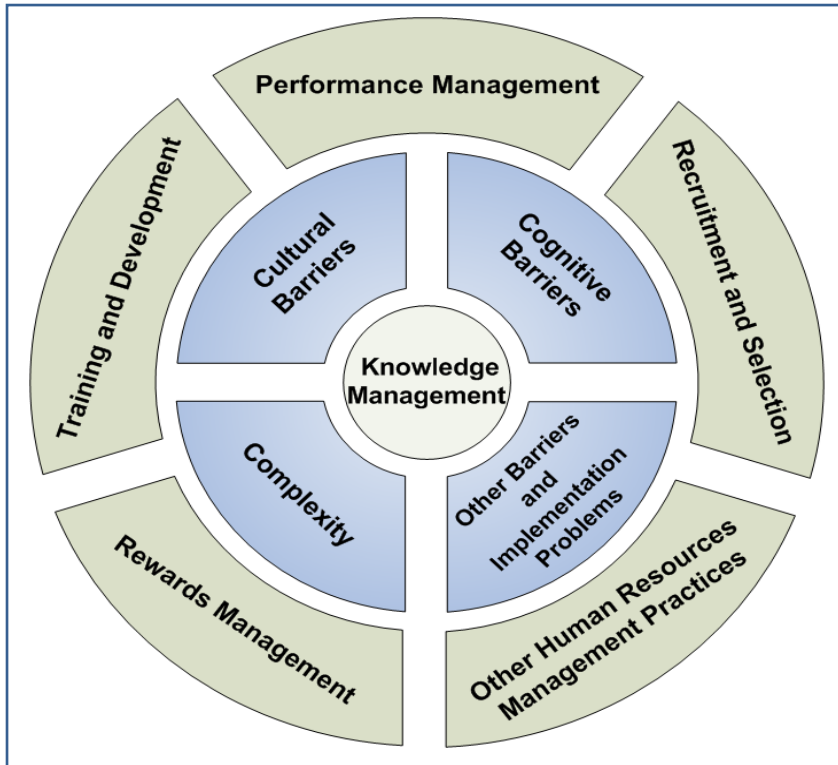 Performance Management
Training and Development
Recruitment and Selection
Cultural
Barriers
Cognitive
Barriers
Knowledge
Management
Complexity
Other Barriers
and
Implementation
Problems
Rewards Management
Other Human Resources
Management Practices